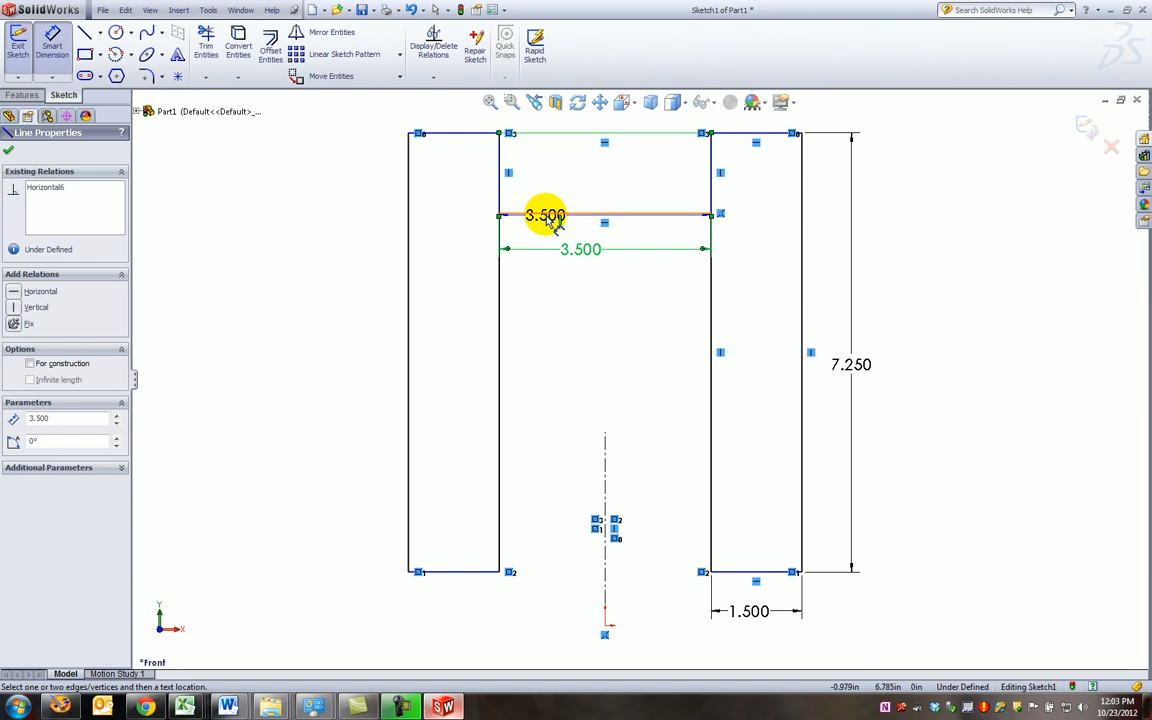 SolidWorks
File Edit View Insert Tools Window Help
Sketch1 of Part1 *
Search SolidWorks Help
Exit Sketch
Smart Dimension
Trim Entities
Convert Entities
Offset Entities
Mirror Entities
Linear Sketch Pattern
Move Entities
Display/Delete Relations
Repair Sketch
Quick Snaps
Rapid Sketch
Features Sketch
Part1 (Default<<Default>_...
Line Properties ?
Existing Relations
Horizontal6
Under Defined
Add Relations
Horizontal
Vertical
Fix
Options
For construction
Infinite length
Parameters
3.500
0°
Additional Parameters
3.500
3.500
7.250
1.500
Y
X
*Front
Model Motion Study 1
Select one or two edges/vertices and then a text location.
-0.979in 6.785in 0in Under Defined Editing Sketch1
12:03 PM
10/23/2012